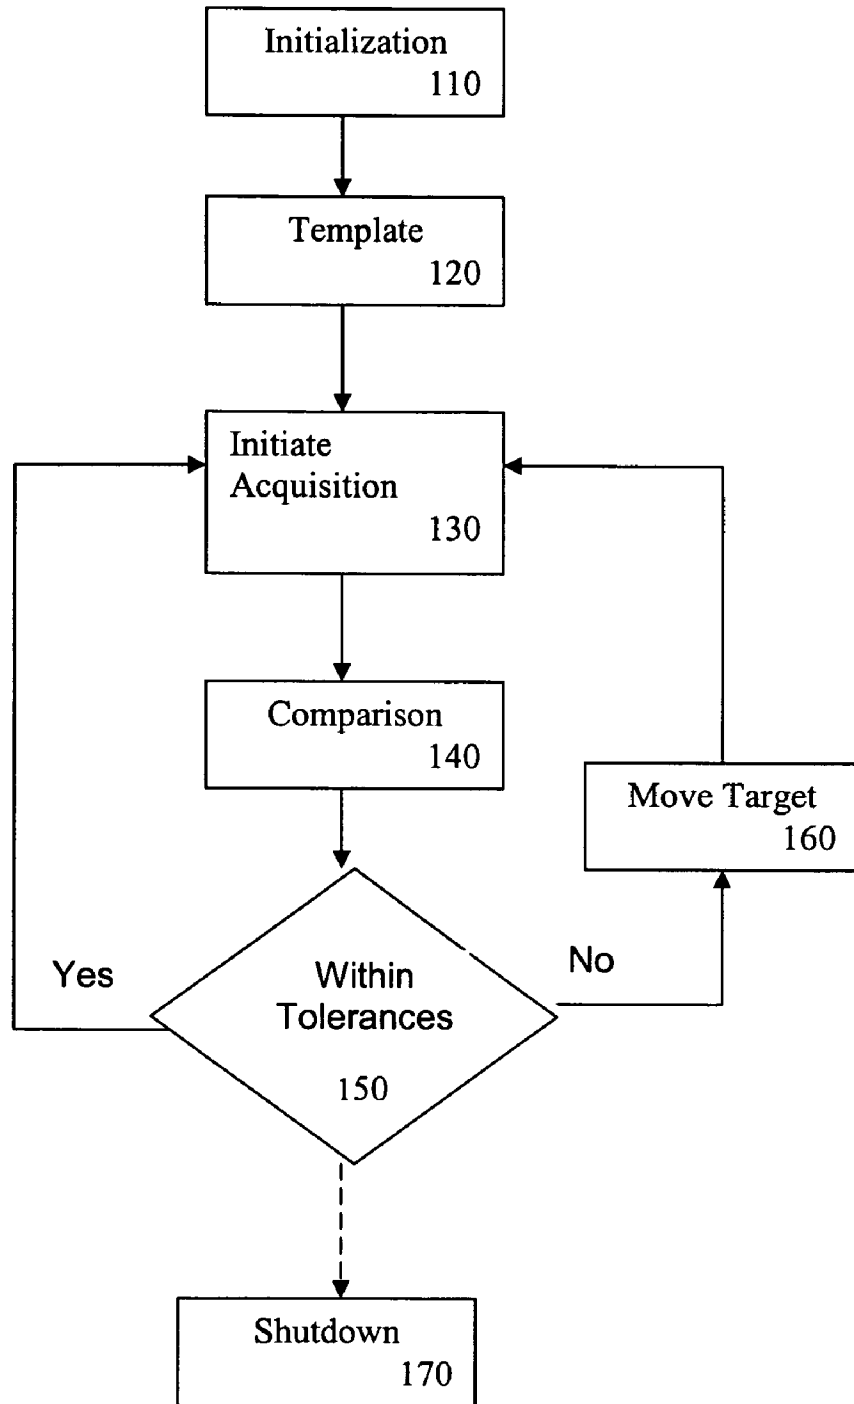 Initialization
110
Template
120
Initiate
Acquisition
130
Comparison
140
Move Target
160
Yes
Within
Tolerances
150
No
Shutdown
170